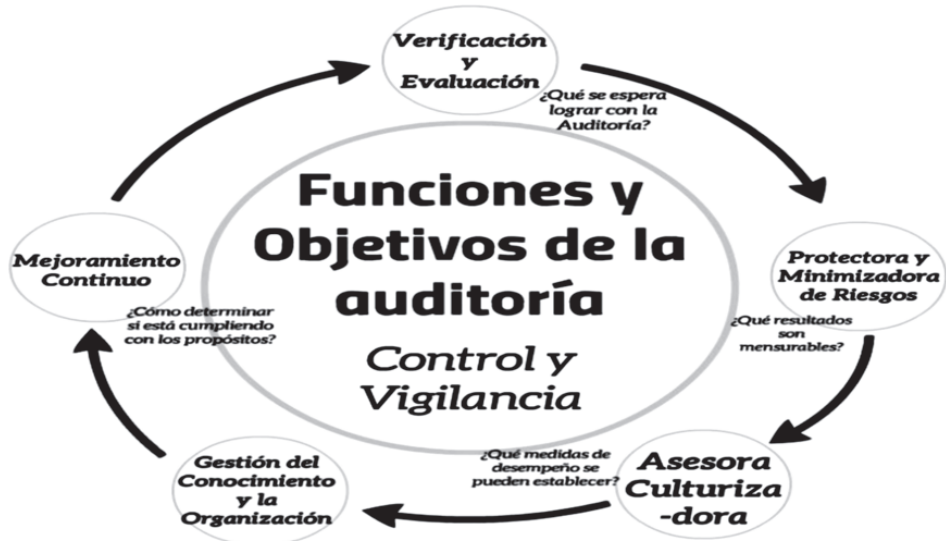 Verificación
y
Evaluación
¿Qué se espera
lograr con la
Auditoría?
Funciones y
Objetivos de la
auditoría
Control y
Vigilancia
Protectora y
Minimizadora
de Riesgos
¿Qué resultados
son
mensurables?
Asesora
Culturiza
-dora
¿Qué medidas de
desempeño se
pueden establecer?
Gestión del
Conocimiento
y la
Organización
Mejoramiento
Continuo
¿Cómo determinar
si está cumpliendo
con los propósitos?